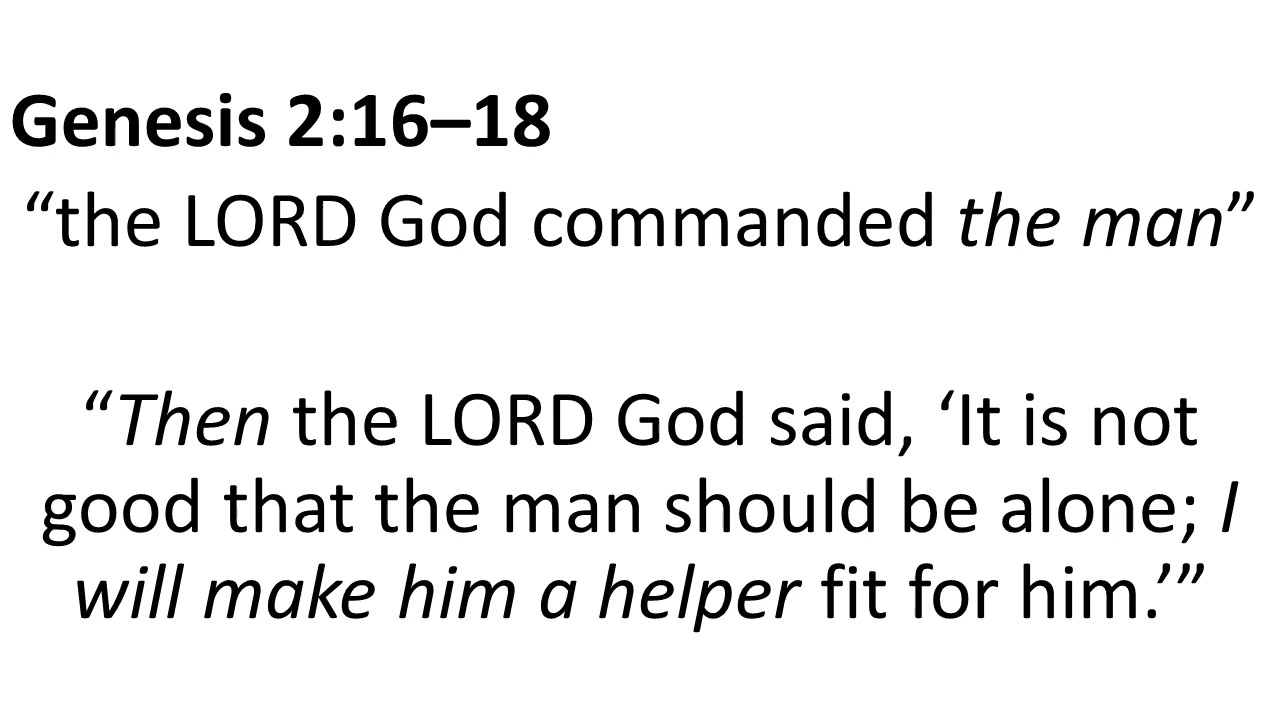 Genesis 2:16–18
“the LORD God commanded the man”
“Then the LORD God said, ‘It is not
good that the man should be alone; I
will make him a helper fit for him.’”